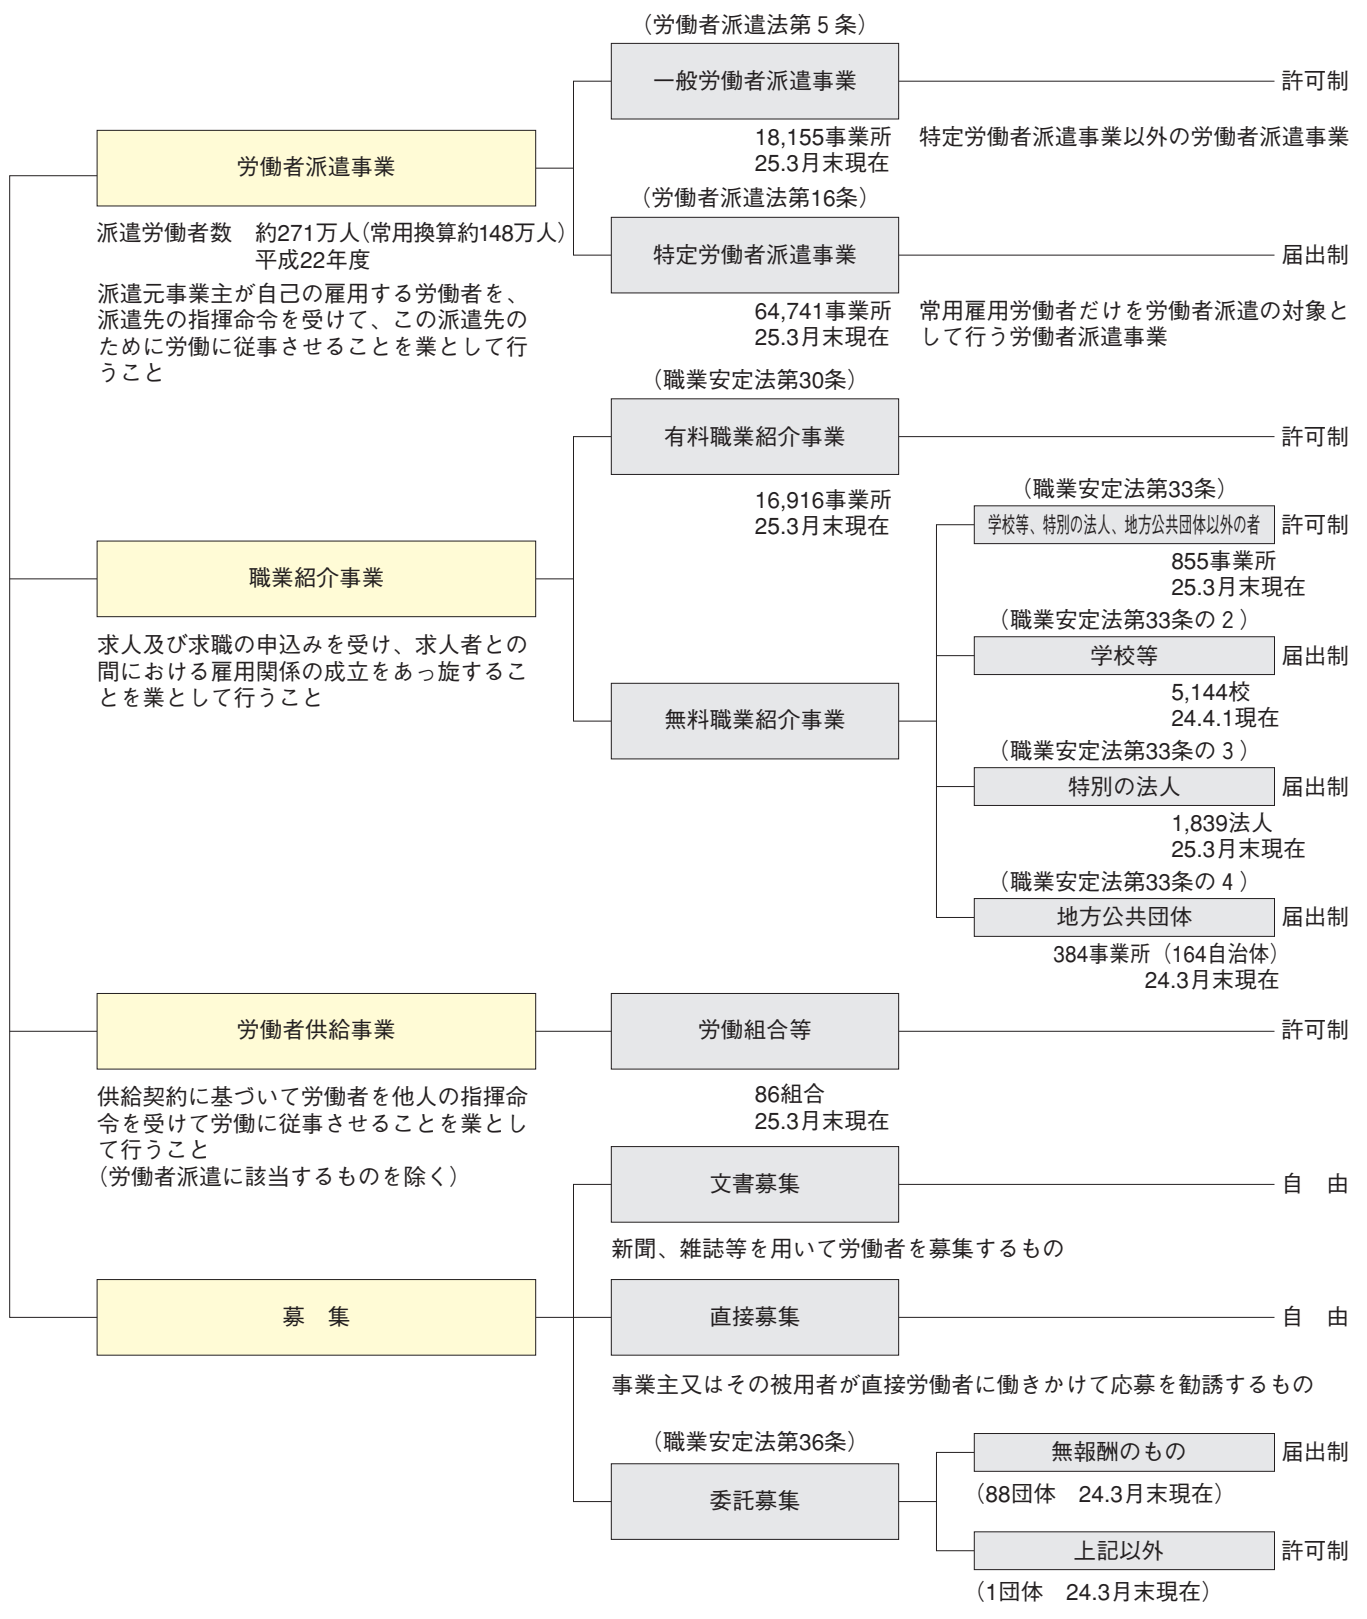 （労働者派遣法第５条）
一般労働者派遣事業
許可制
18,155事業所
25.3月末現在
特定労働者派遣事業以外の労働者派遣事業
労働者派遣事業
派遣労働者数　約271万人(常用換算約148万人)
平成22年度
派遣元事業主が自己の雇用する労働者を、
派遣先の指揮命令を受けて、この派遣先の
ために労働に従事させることを業として行
うこと
（労働者派遣法第16条）
特定労働者派遣事業
届出制
64,741事業所
25.3月末現在
常用雇用労働者だけを労働者派遣の対象と
して行う労働者派遣事業
（職業安定法第30条）
有料職業紹介事業
許可制
16,916事業所
25.3月末現在
職業紹介事業
求人及び求職の申込みを受け、求人者との
間における雇用関係の成立をあっ旋するこ
とを業として行うこと
無料職業紹介事業
（職業安定法第33条）
学校等、特別の法人、地方公共団体以外の者
許可制
855事業所
25.3月末現在
（職業安定法第33条の２）
学校等
届出制
5,144校
24.4.1現在
（職業安定法第33条の３）
特別の法人
届出制
1,839法人
25.3月末現在
（職業安定法第33条の４）
地方公共団体
届出制
384事業所（164自治体）
24.3月末現在
労働者供給事業
供給契約に基づいて労働者を他人の指揮命
令を受けて労働に従事させることを業とし
て行うこと
（労働者派遣に該当するものを除く）
労働組合等
許可制
86組合
25.3月末現在
募　集
文書募集
自　由
新聞、雑誌等を用いて労働者を募集するもの
直接募集
自　由
事業主又はその被用者が直接労働者に働きかけて応募を勧誘するもの
（職業安定法第36条）
委託募集
無報酬のもの
届出制
（88団体　24.3月末現在）
上記以外
許可制
（1団体　24.3月末現在）